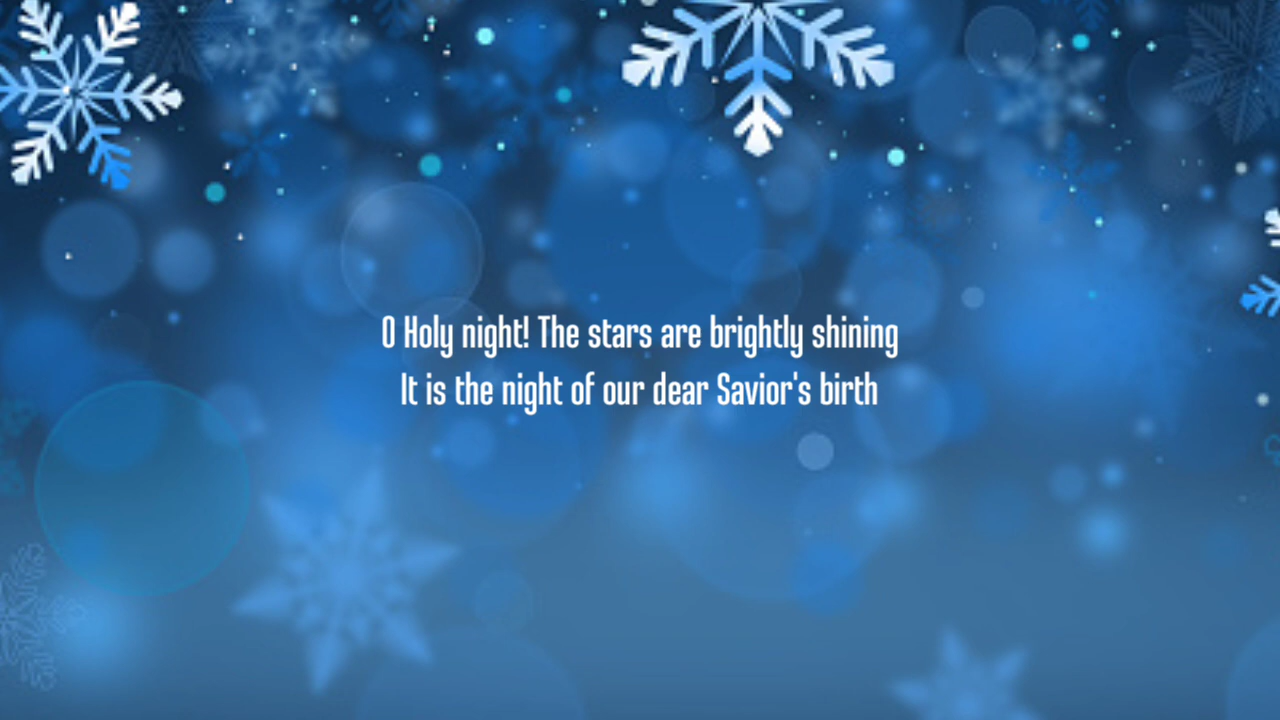 O Holy night! The stars are brightly shining
It is the night of our dear Savior's birth